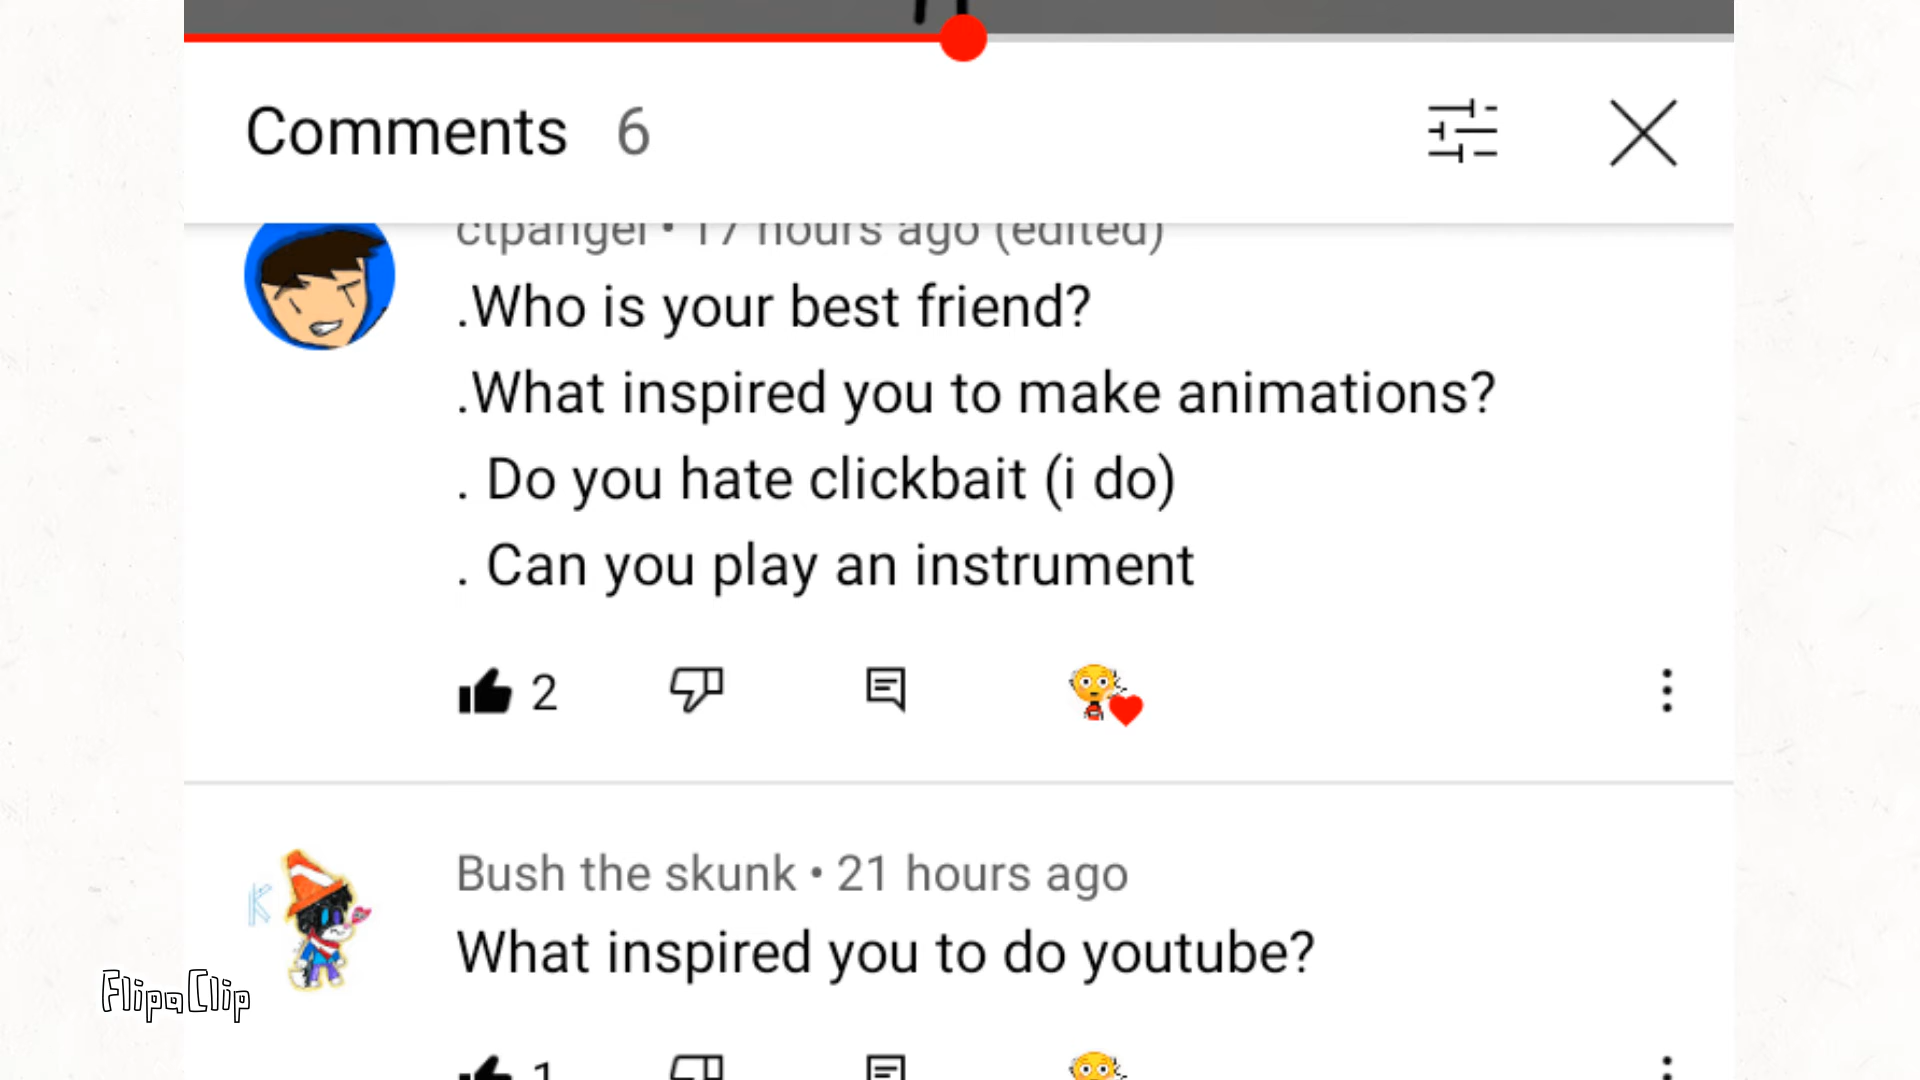 Comments 6
ctpangel • 17 hours ago (edited)
.Who is your best friend?
.What inspired you to make animations?
. Do you hate clickbait (i do)
. Can you play an instrument
2
K
Bush the skunk • 21 hours ago
What inspired you to do youtube?
FlipaClip
1